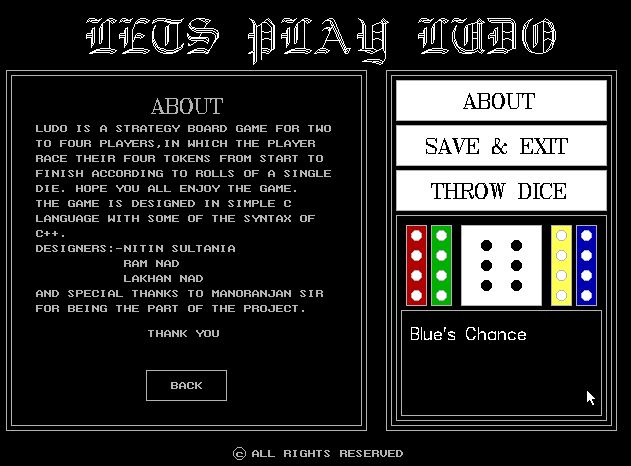 LETS PLAY LUDO
ABOUT
LUDO IS A STRATEGY BOARD GAME FOR TWO
TO FOUR PLAYERS,IN WHICH THE PLAYER
RACE THEIR FOUR TOKENS FROM START TO
FINISH ACCORDING TO ROLLS OF A SINGLE
DIE. HOPE YOU ALL ENJOY THE GAME.
THE GAME IS DESIGNED IN SIMPLE C
LANGUAGE WITH SOME OF THE SYNTAX OF
C++.
DESIGNERS:-NITIN SULTANIA
RAM NAD
LAKHAN NAD
AND SPECIAL THANKS TO MANORANJAN SIR
FOR BEING THE PART OF THE PROJECT.
THANK YOU
BACK
ABOUT
SAVE & EXIT
THROW DICE
Blue's Chance
© ALL RIGHTS RESERVED